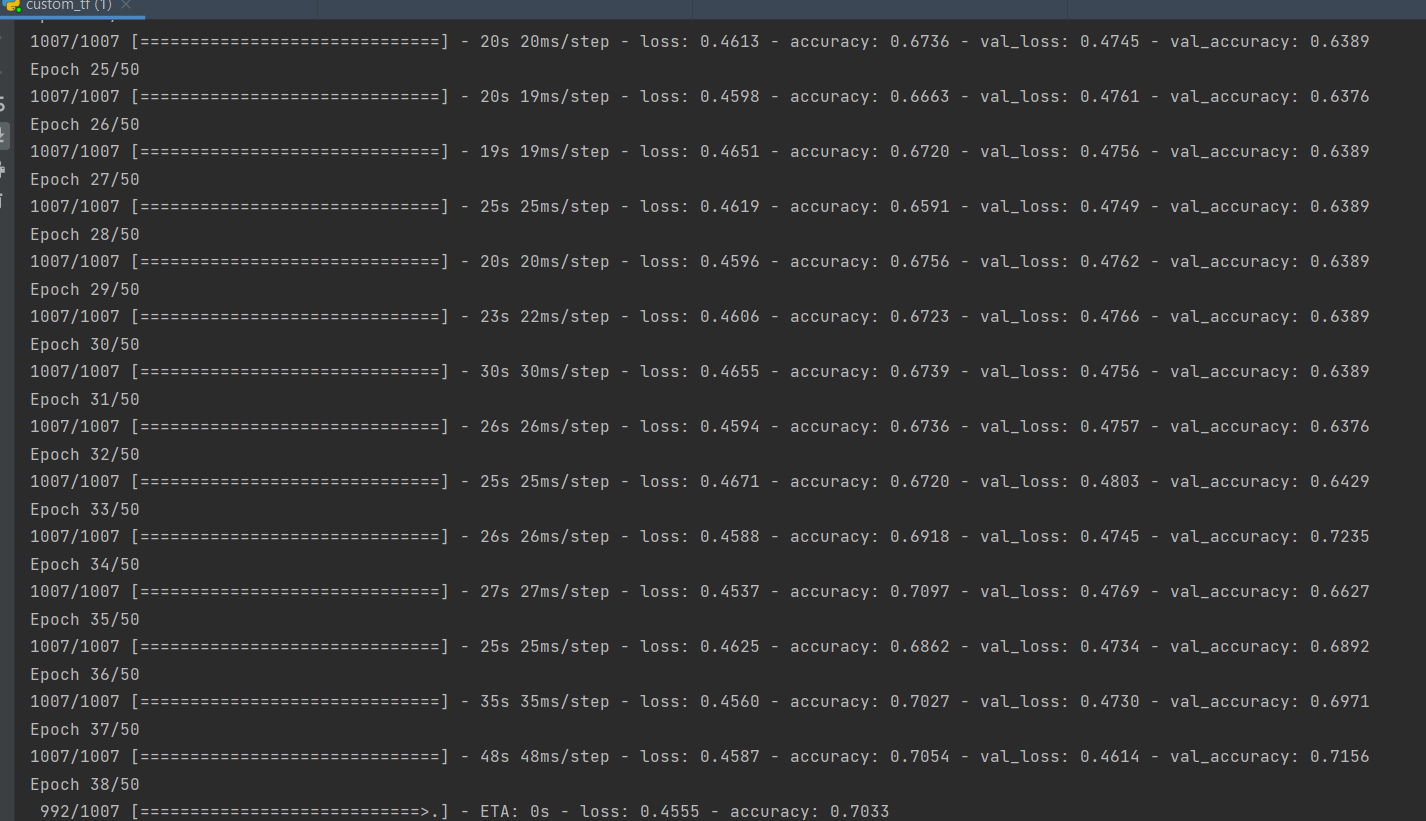 custom_tf (1)
1007/1007 [==============================] - 20s 20ms/step - loss: 0.4613 - accuracy: 0.6736 - val_loss: 0.4745 - val_accuracy: 0.6389
Epoch 25/50
1007/1007 [==============================] - 20s 19ms/step - loss: 0.4598 - accuracy: 0.6663 - val_loss: 0.4761 - val_accuracy: 0.6376
Epoch 26/50
1007/1007 [==============================] - 19s 19ms/step - loss: 0.4651 - accuracy: 0.6720 - val_loss: 0.4756 - val_accuracy: 0.6389
Epoch 27/50
1007/1007 [==============================] - 25s 25ms/step - loss: 0.4619 - accuracy: 0.6591 - val_loss: 0.4749 - val_accuracy: 0.6389
Epoch 28/50
1007/1007 [==============================] - 20s 20ms/step - loss: 0.4596 - accuracy: 0.6756 - val_loss: 0.4762 - val_accuracy: 0.6389
Epoch 29/50
1007/1007 [==============================] - 23s 22ms/step - loss: 0.4606 - accuracy: 0.6723 - val_loss: 0.4766 - val_accuracy: 0.6389
Epoch 30/50
1007/1007 [==============================] - 30s 30ms/step - loss: 0.4655 - accuracy: 0.6739 - val_loss: 0.4756 - val_accuracy: 0.6389
Epoch 31/50
1007/1007 [==============================] - 26s 26ms/step - loss: 0.4594 - accuracy: 0.6736 - val_loss: 0.4757 - val_accuracy: 0.6376
Epoch 32/50
1007/1007 [==============================] - 25s 25ms/step - loss: 0.4671 - accuracy: 0.6720 - val_loss: 0.4803 - val_accuracy: 0.6429
Epoch 33/50
1007/1007 [==============================] - 26s 26ms/step - loss: 0.4588 - accuracy: 0.6918 - val_loss: 0.4745 - val_accuracy: 0.7235
Epoch 34/50
1007/1007 [==============================] - 27s 27ms/step - loss: 0.4537 - accuracy: 0.7097 - val_loss: 0.4769 - val_accuracy: 0.6627
Epoch 35/50
1007/1007 [==============================] - 25s 25ms/step - loss: 0.4625 - accuracy: 0.6862 - val_loss: 0.4734 - val_accuracy: 0.6892
Epoch 36/50
1007/1007 [==============================] - 35s 35ms/step - loss: 0.4560 - accuracy: 0.7027 - val_loss: 0.4730 - val_accuracy: 0.6971
Epoch 37/50
1007/1007 [==============================] - 48s 48ms/step - loss: 0.4587 - accuracy: 0.7054 - val_loss: 0.4614 - val_accuracy: 0.7156
Epoch 38/50
992/1007 [============================>.] - ETA: 0s - loss: 0.4555 - accuracy: 0.7033